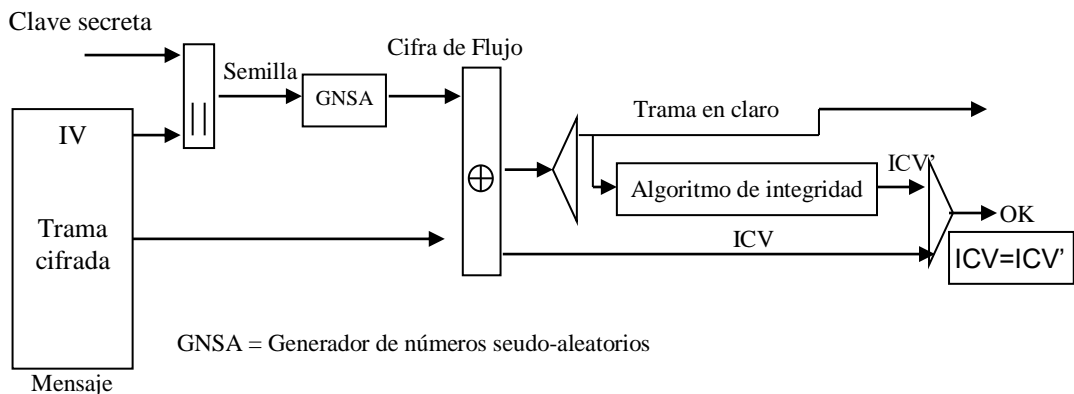 Clave secreta
Cifra de Flujo
Semilla
GNSA
Trama en claro
IV
||
⊕
ICV’
Algoritmo de integridad
Trama
cifrada
ICV
OK
ICV=ICV’
GNSA = Generador de números seudo-aleatorios
Mensaje